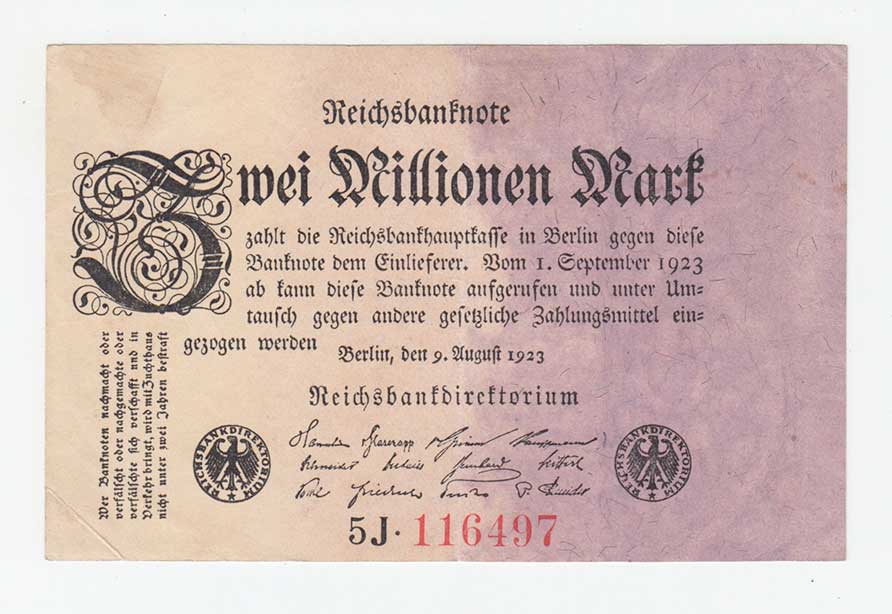 Reichsbanknote
Zwei Millionen Mark
zahlt die Reichsbankhauptkasse in Berlin gegen diese
Banknote dem Einlieferer. Vom 1. September 1923
ab kann diese Banknote aufgerufen und unter Um-
tausch gegen andere gesetzliche Zahlungsmittel ein-
gezogen werden
Berlin, den 9. August 1923
Reichsbankdirektorium
Wer Banknoten nachmacht oder
verfälscht oder nachgemachte oder
verfälschte sich verschafft und in
Verkehr bringt, wird mit Zuchthaus
nicht unter zwei Jahren bestraft
REICHSBANKDIREKTORIUM
REICHSBANKDIREKTORIUM
5J· 116497